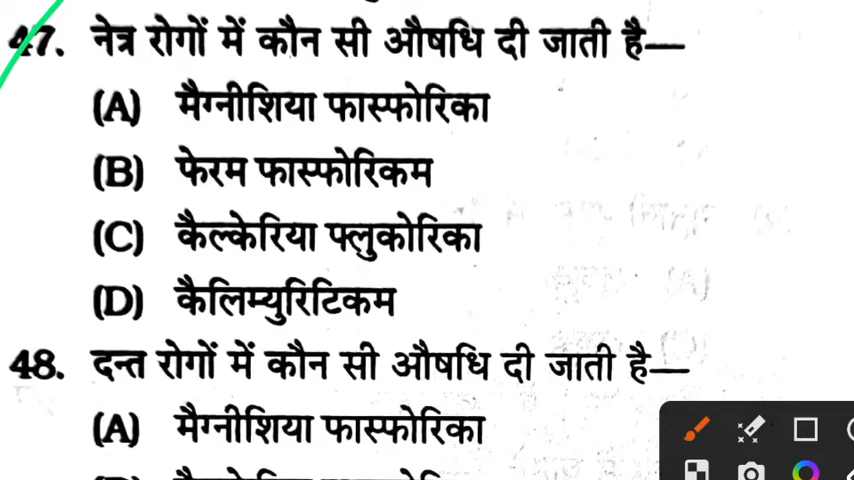 47. नेत्र रोगों में कौन सी औषधि दी जाती है—
(A) मैग्नीशिया फास्फोरिका
(B) फेरम फास्फोरिकम
(C) कैल्केरिया फ्लुकोरिका
(D) कैलिम्युरिटिकम
48. दन्त रोगों में कौन सी औषधि दी जाती है—
(A) मैग्नीशिया फास्फोरिका